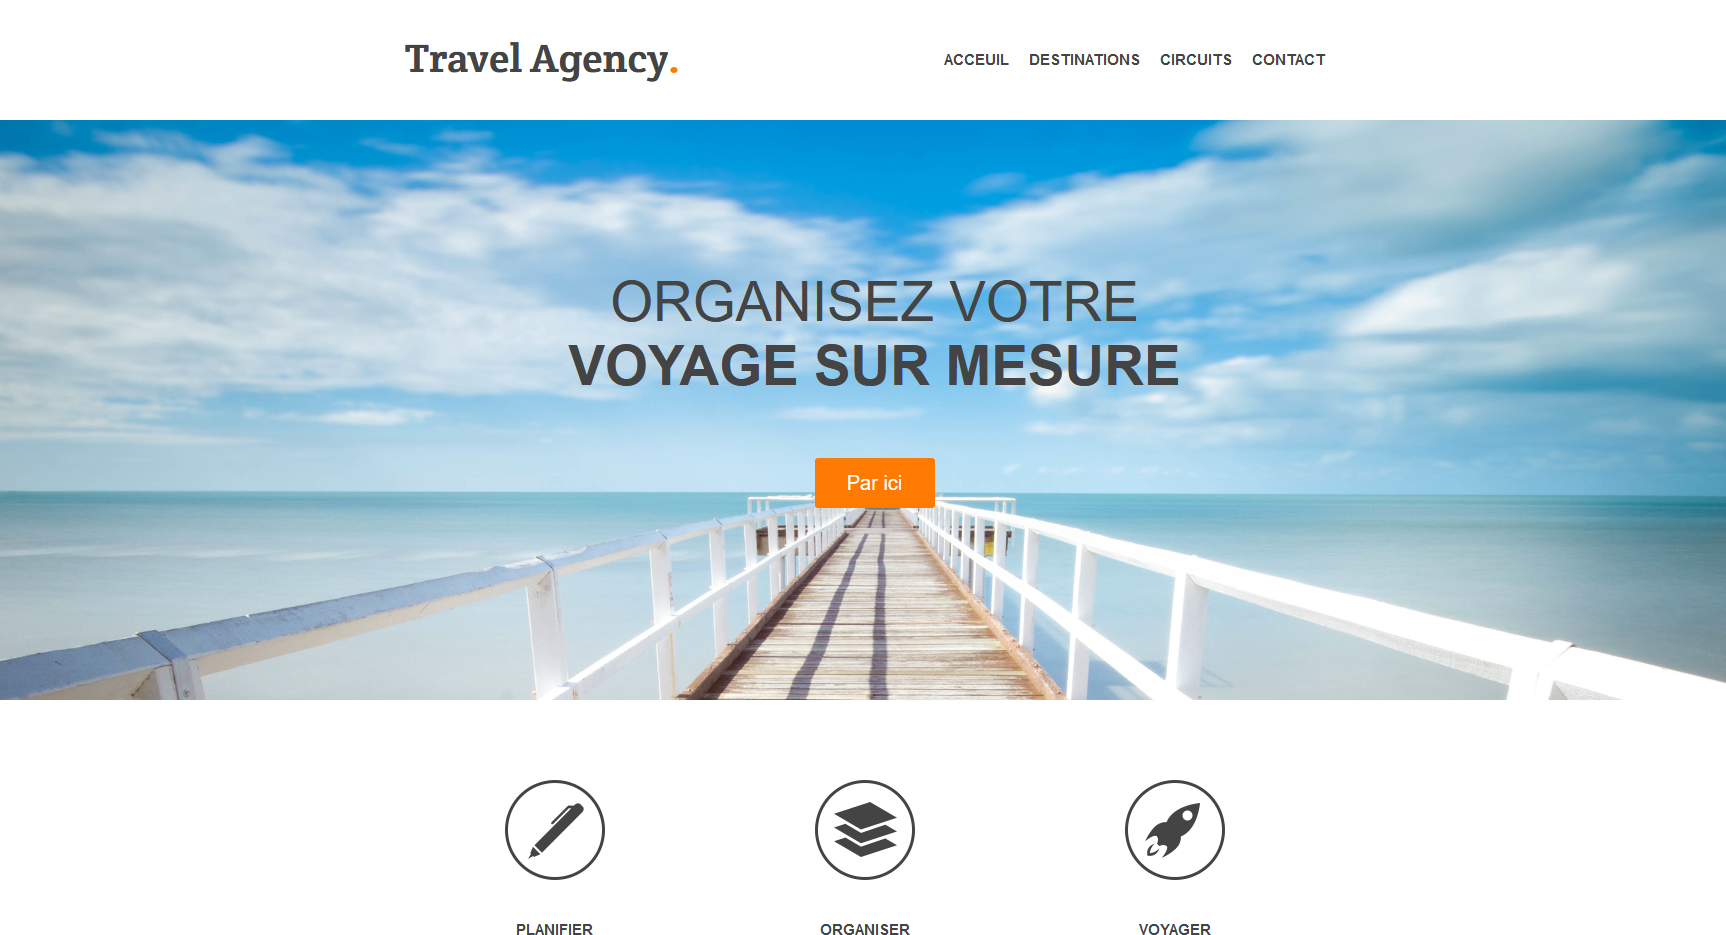 Travel Agency.
ACCEUIL DESTINATIONS CIRCUITS CONTACT
ORGANISEZ VOTRE
VOYAGE SUR MESURE
Par ici
PLANIFIER ORGANISER VOYAGER